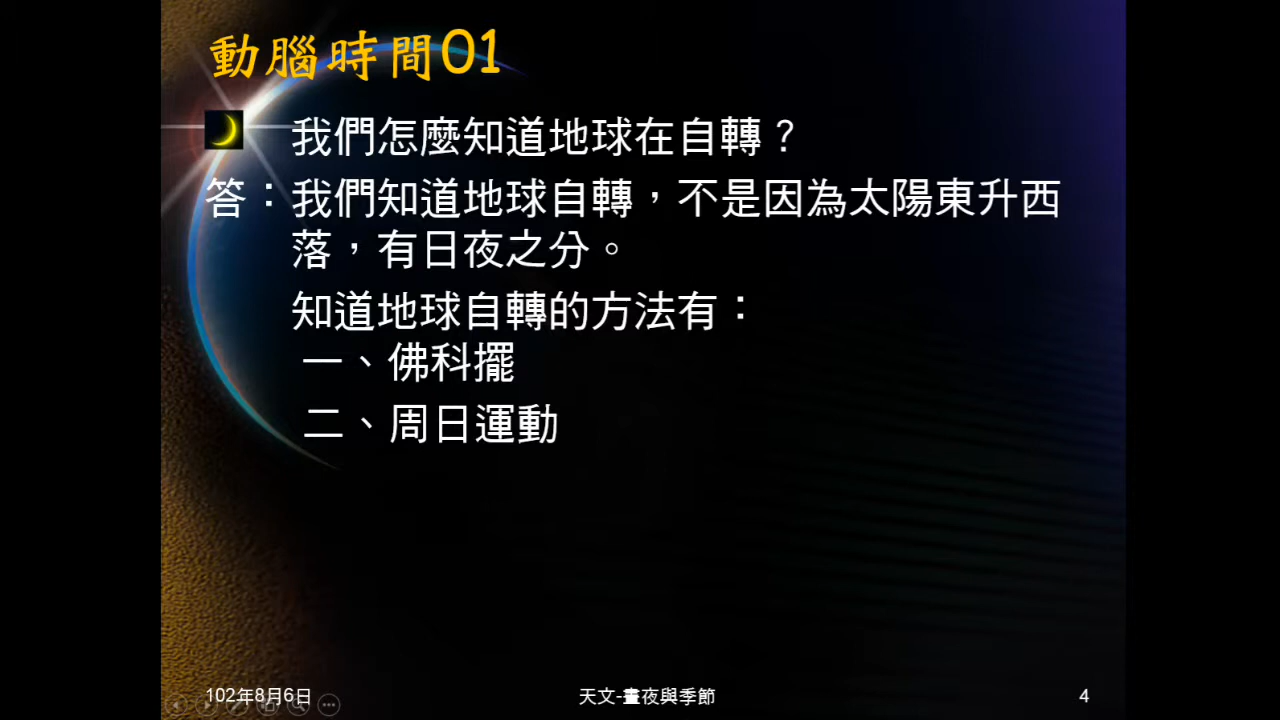 動腦時間01
我們怎麼知道地球在自轉？
答：我們知道地球自轉，不是因為太陽東升西
落，有日夜之分。
知道地球自轉的方法有：
一、佛科擺
二、周日運動
102年8月6日
天文-晝夜與季節
4